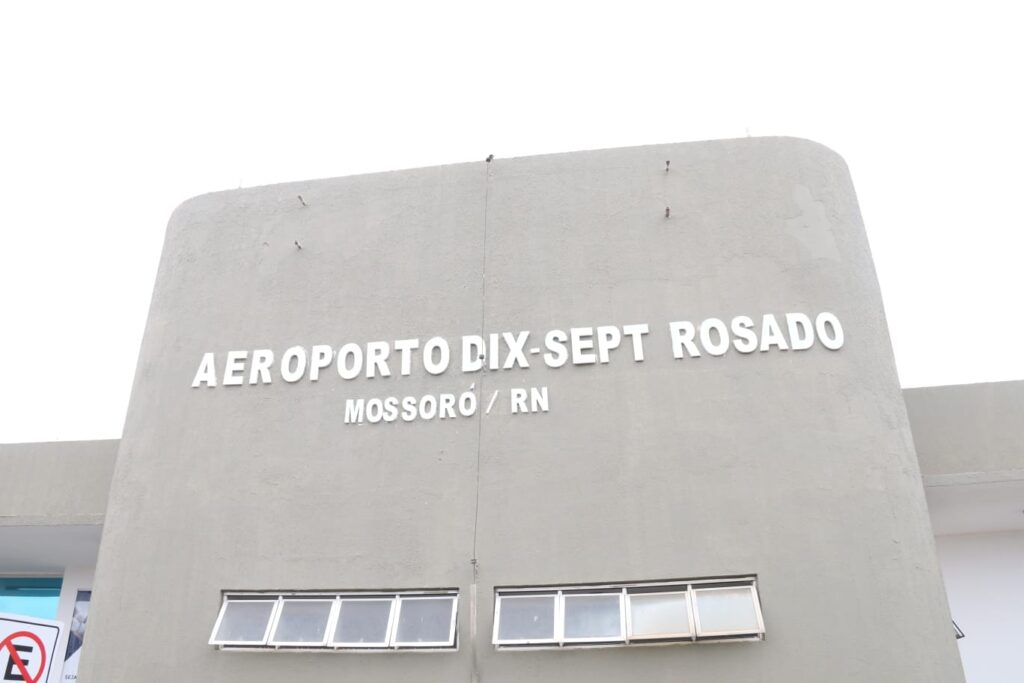 AEROPORTO DIX-SEPT ROSADO
MOSSORÓ / RN
E